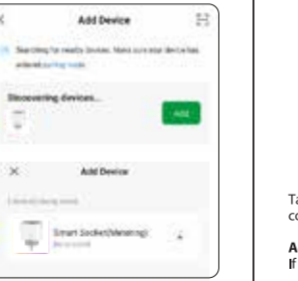 Add Device
Searching for nearby devices. Make sure your device has
entered pairing mode.
Discovering devices...
Add
Add Device
Smart Socket(Metering)
Ta
co
A
If